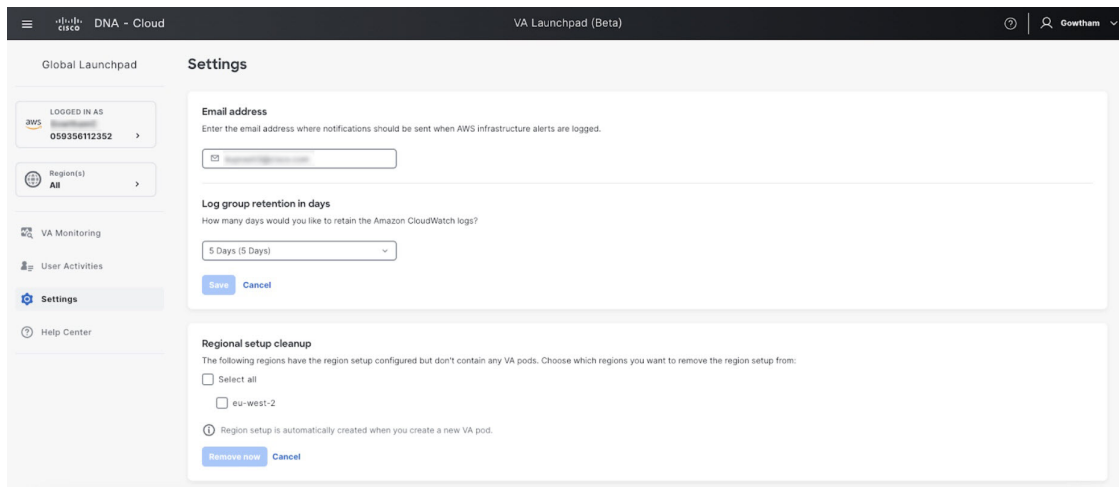 CISCO DNA - Cloud
VA Launchpad (Beta)
Gowtham
Global Launchpad
LOGGED IN AS
aws
059356112352
Region(s)
All
VA Monitoring
User Activities
Settings
Help Center
Settings
Email address
Enter the email address where notifications should be sent when AWS infrastructure alerts are logged.
Log group retention in days
How many days would you like to retain the Amazon CloudWatch logs?
5 Days (5 Days)
Save Cancel
Regional setup cleanup
The following regions have the region setup configured but don't contain any VA pods. Choose which regions you want to remove the region setup from:
Select all
eu-west-2
Region setup is automatically created when you create a new VA pod.
Remove now Cancel